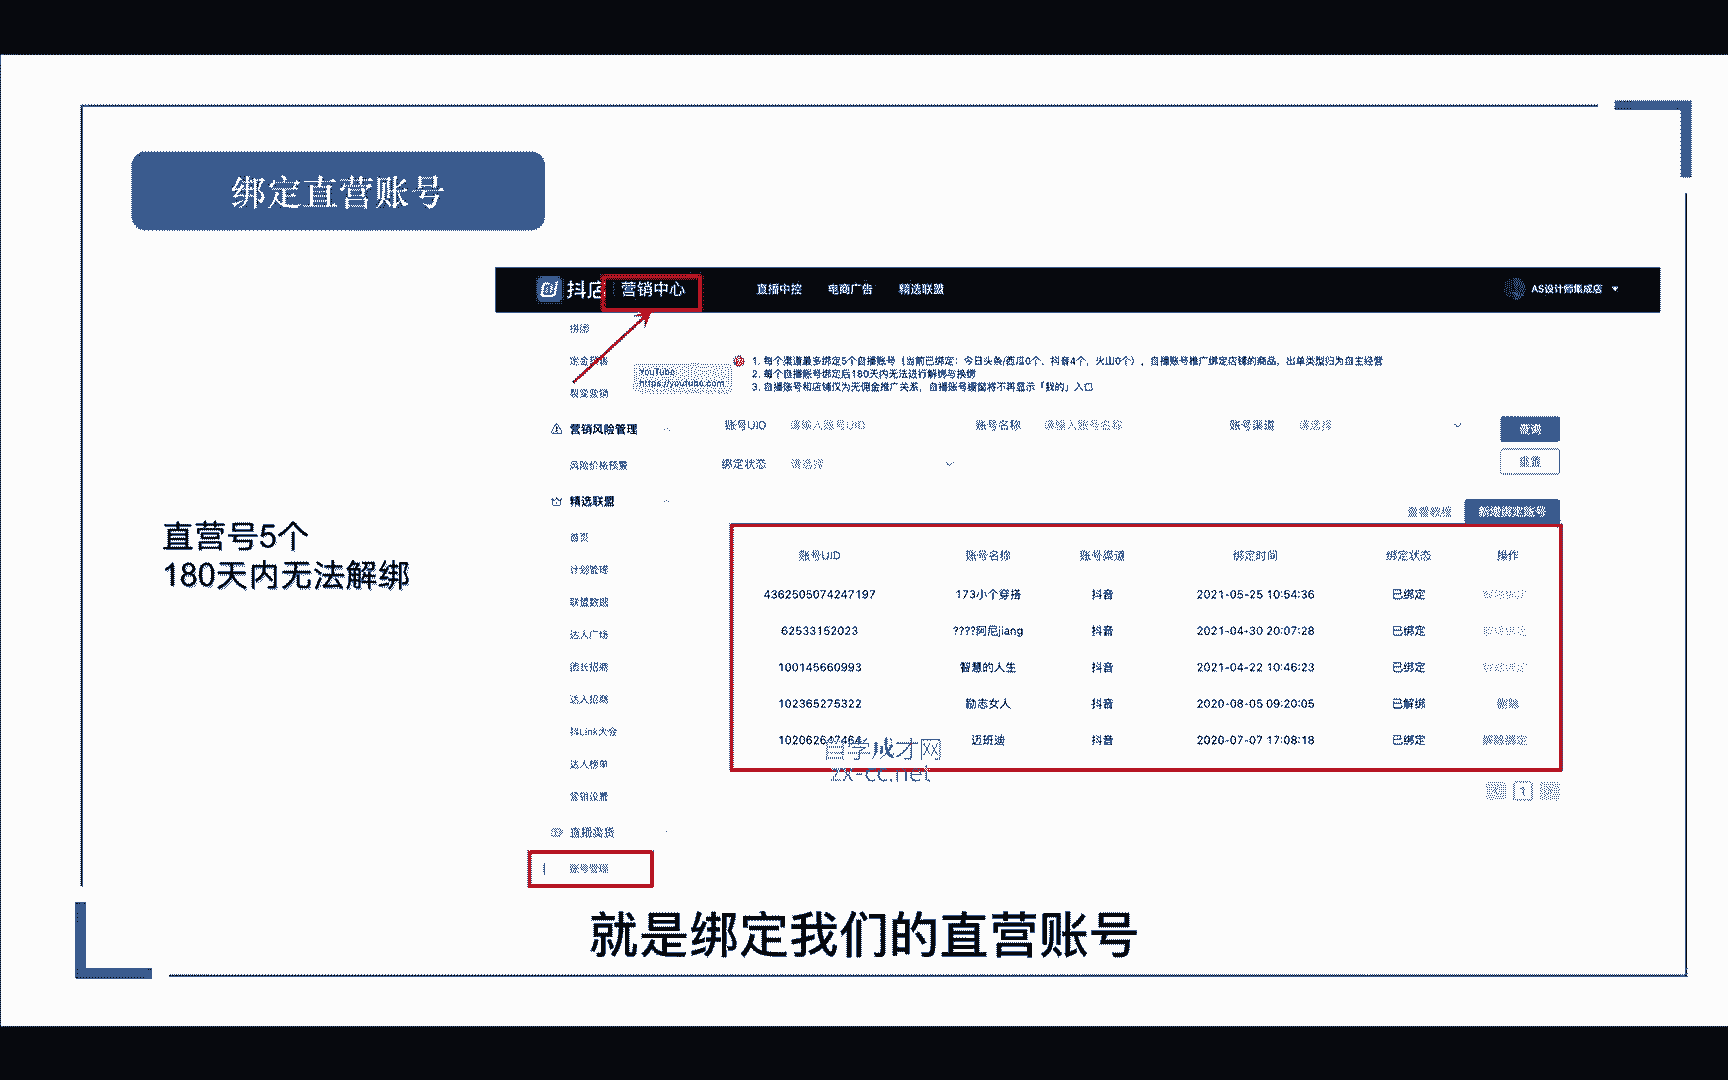 绑定直营账号
抖店 营销中心 直播中控 电商广告 精选联盟 AS设计师集成店
拼团
裂变营销
营销风险管理
风险价格预警
精选联盟
首页
计划管理
联盟数据
达人广场
团长招商
达人招商
抖Link大会
达人榜单
营销设置
直播卖货
账号管理
YouTube
https://youtube.com
1. 每个渠道最多绑定5个自播账号（当前已绑定：今日头条/西瓜0个、抖音4个，火山0个），自播账号推广绑定店铺的商品，出单类型归为自主经营
2. 每个自播账号绑定后180天内无法进行解绑与换绑
3. 自播账号和店铺仅为无佣金推广关系，自播账号橱窗将不再显示「我的」入口
账号UID 请输入账号UID 账号名称 请输入账号名称 账号渠道 请选择 查询
绑定状态 请选择 重置
查看教程 新增绑定账号
账号UID 账号名称 账号渠道 绑定时间 绑定状态 操作
4362505074247197 173小个穿搭 抖音 2021-05-25 10:54:36 已绑定
62533152023 ????阿尼jiang 抖音 2021-04-30 20:07:28 已绑定
100145660993 智慧的人生 抖音 2021-04-22 10:46:23 已绑定
102365275322 励志女人 抖音 2020-08-05 09:20:05 已解绑 删除
102062647464 迈班迪 抖音 2020-07-07 17:08:18 已绑定 解除绑定
自学成才网
zx-cc.net
1
直营号5个
180天内无法解绑
就是绑定我们的直营账号